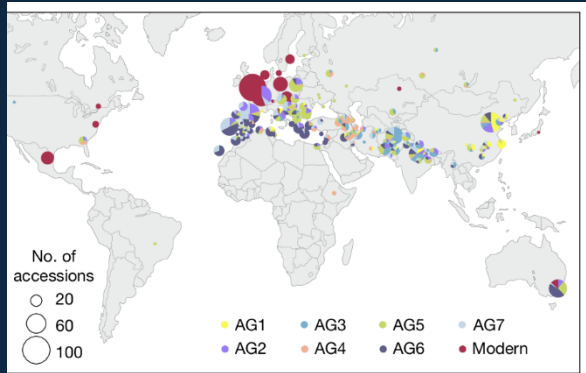 No. of
accessions
20
60
100
AG1 AG3 AG5 AG7
AG2 AG4 AG6 Modern